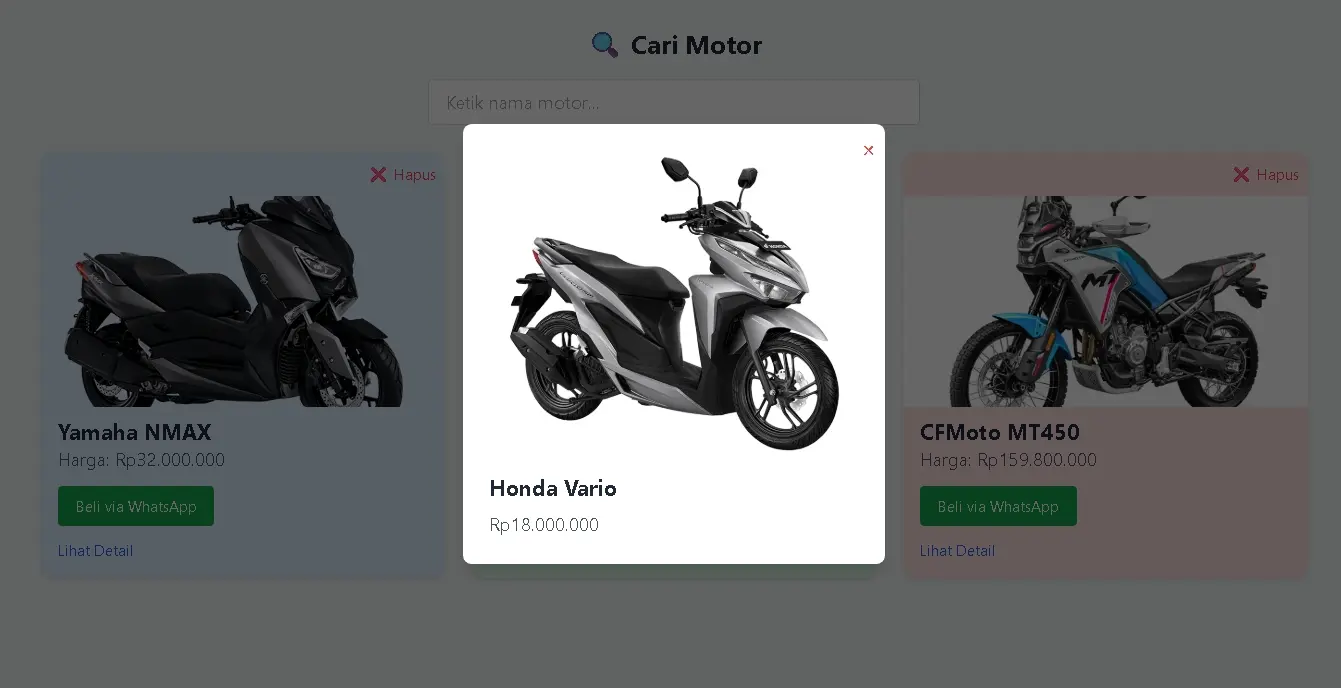 🔍 Cari Motor
Ketik nama motor...
❌ Hapus
Yamaha NMAX
Harga: Rp32.000.000
Beli via WhatsApp
Lihat Detail
✕
Honda Vario
Rp18.000.000
❌ Hapus
MT
CFMoto MT450
Harga: Rp159.800.000
Beli via WhatsApp
Lihat Detail